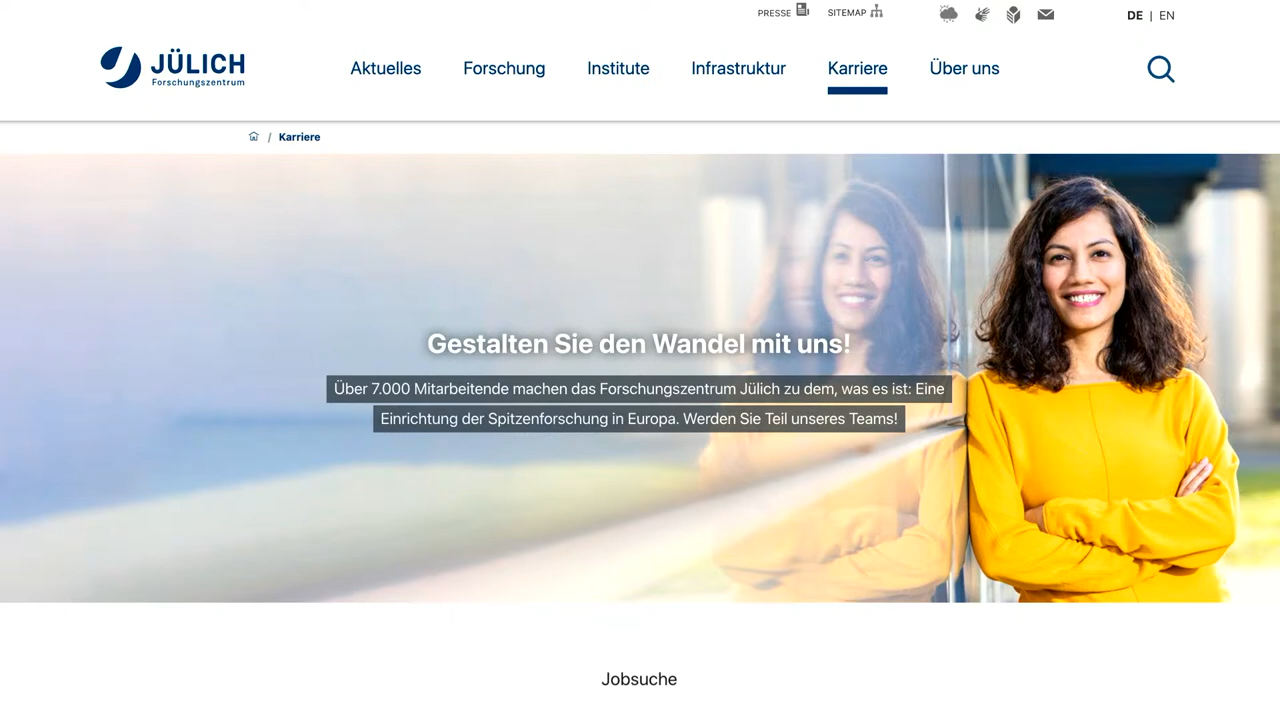 PRESSE
SITEMAP
DE | EN
JÜLICH
Forschungszentrum
Aktuelles
Forschung
Institute
Infrastruktur
Karriere
Über uns
/ Karriere
Gestalten Sie den Wandel mit uns!
Über 7.000 Mitarbeitende machen das Forschungszentrum Jülich zu dem, was es ist: Eine
Einrichtung der Spitzenforschung in Europa. Werden Sie Teil unseres Teams!
Jobsuche